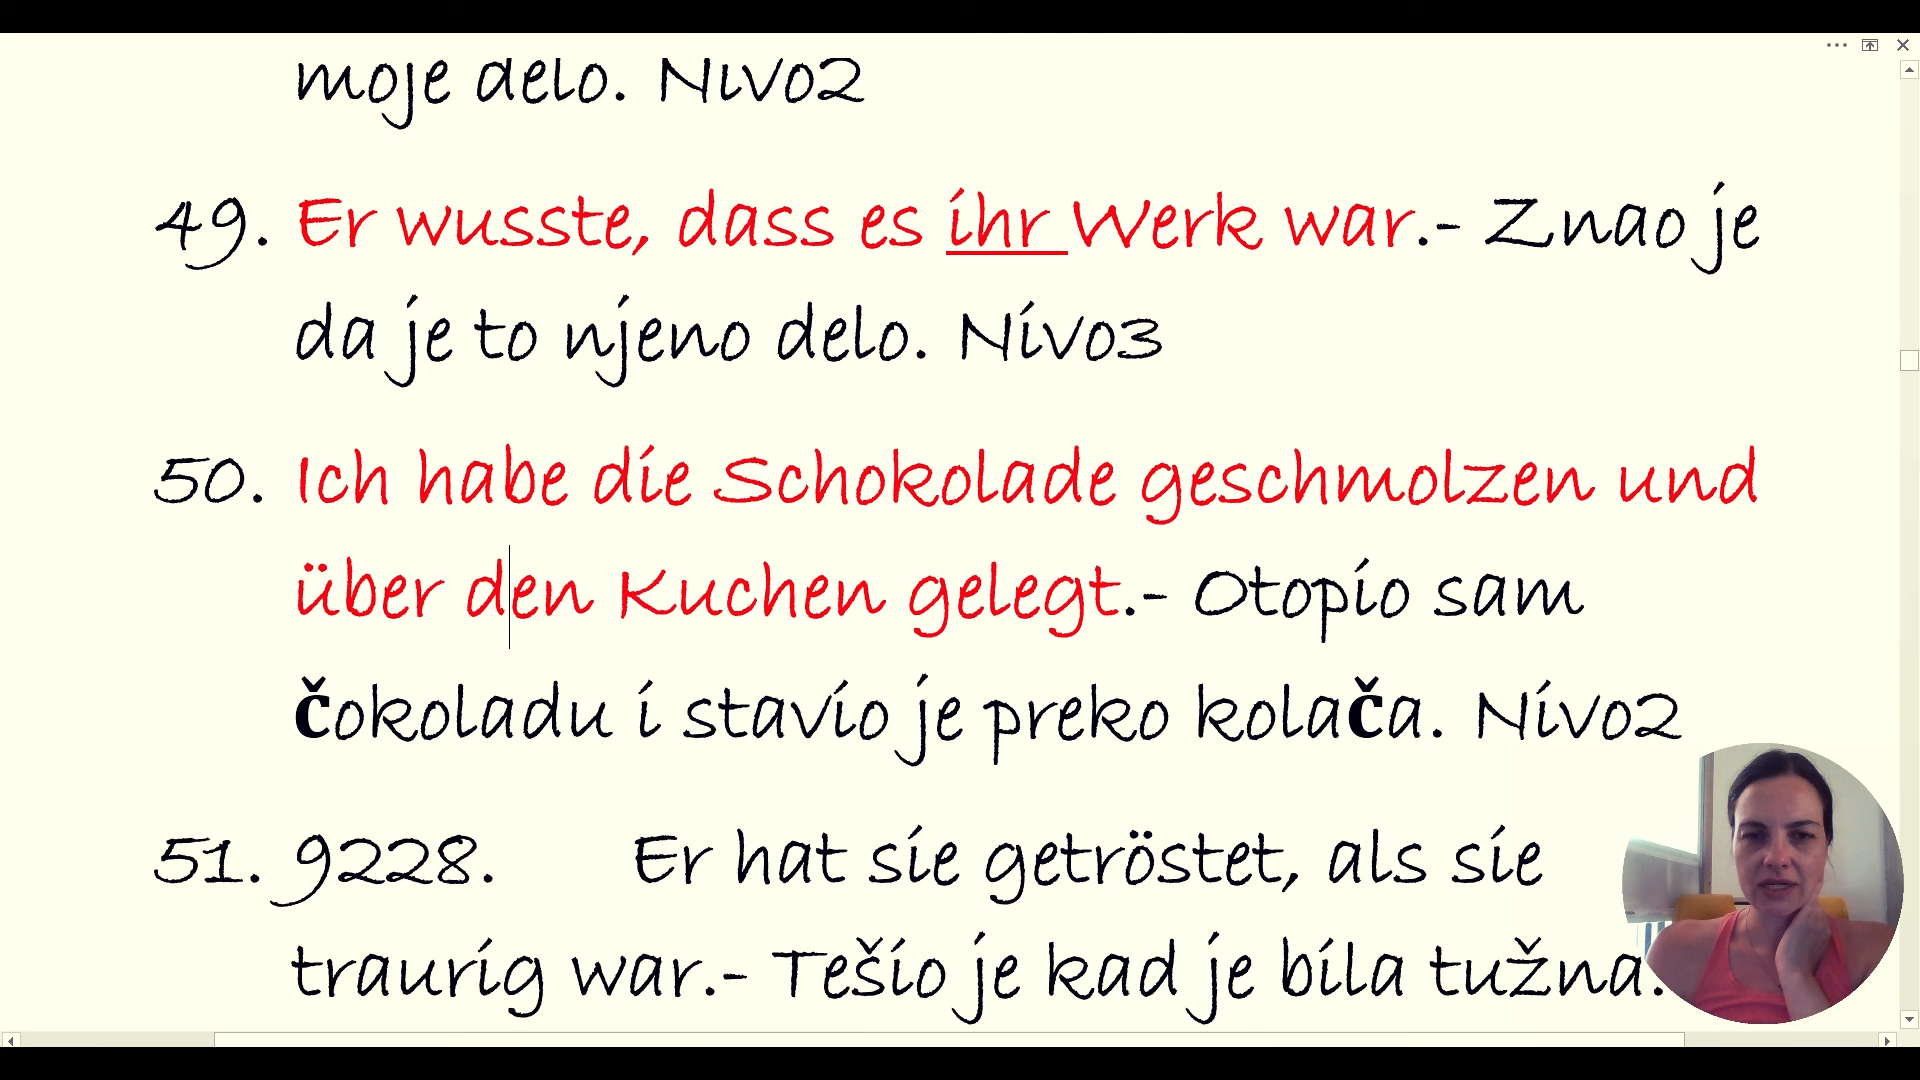 moje delo. Nivo2
49. Er wusste, dass es ihr Werk war.- Znao je
da je to njeno delo. Nivo3
50. Ich habe die Schokolade geschmolzen und
über den Kuchen gelegt.- Otopio sam
čokoladu i stavio je preko kolača. Nivo2
51. 9228. Er hat sie getröstet, als sie
traurig war.- Tešio je kad je bila tužna.